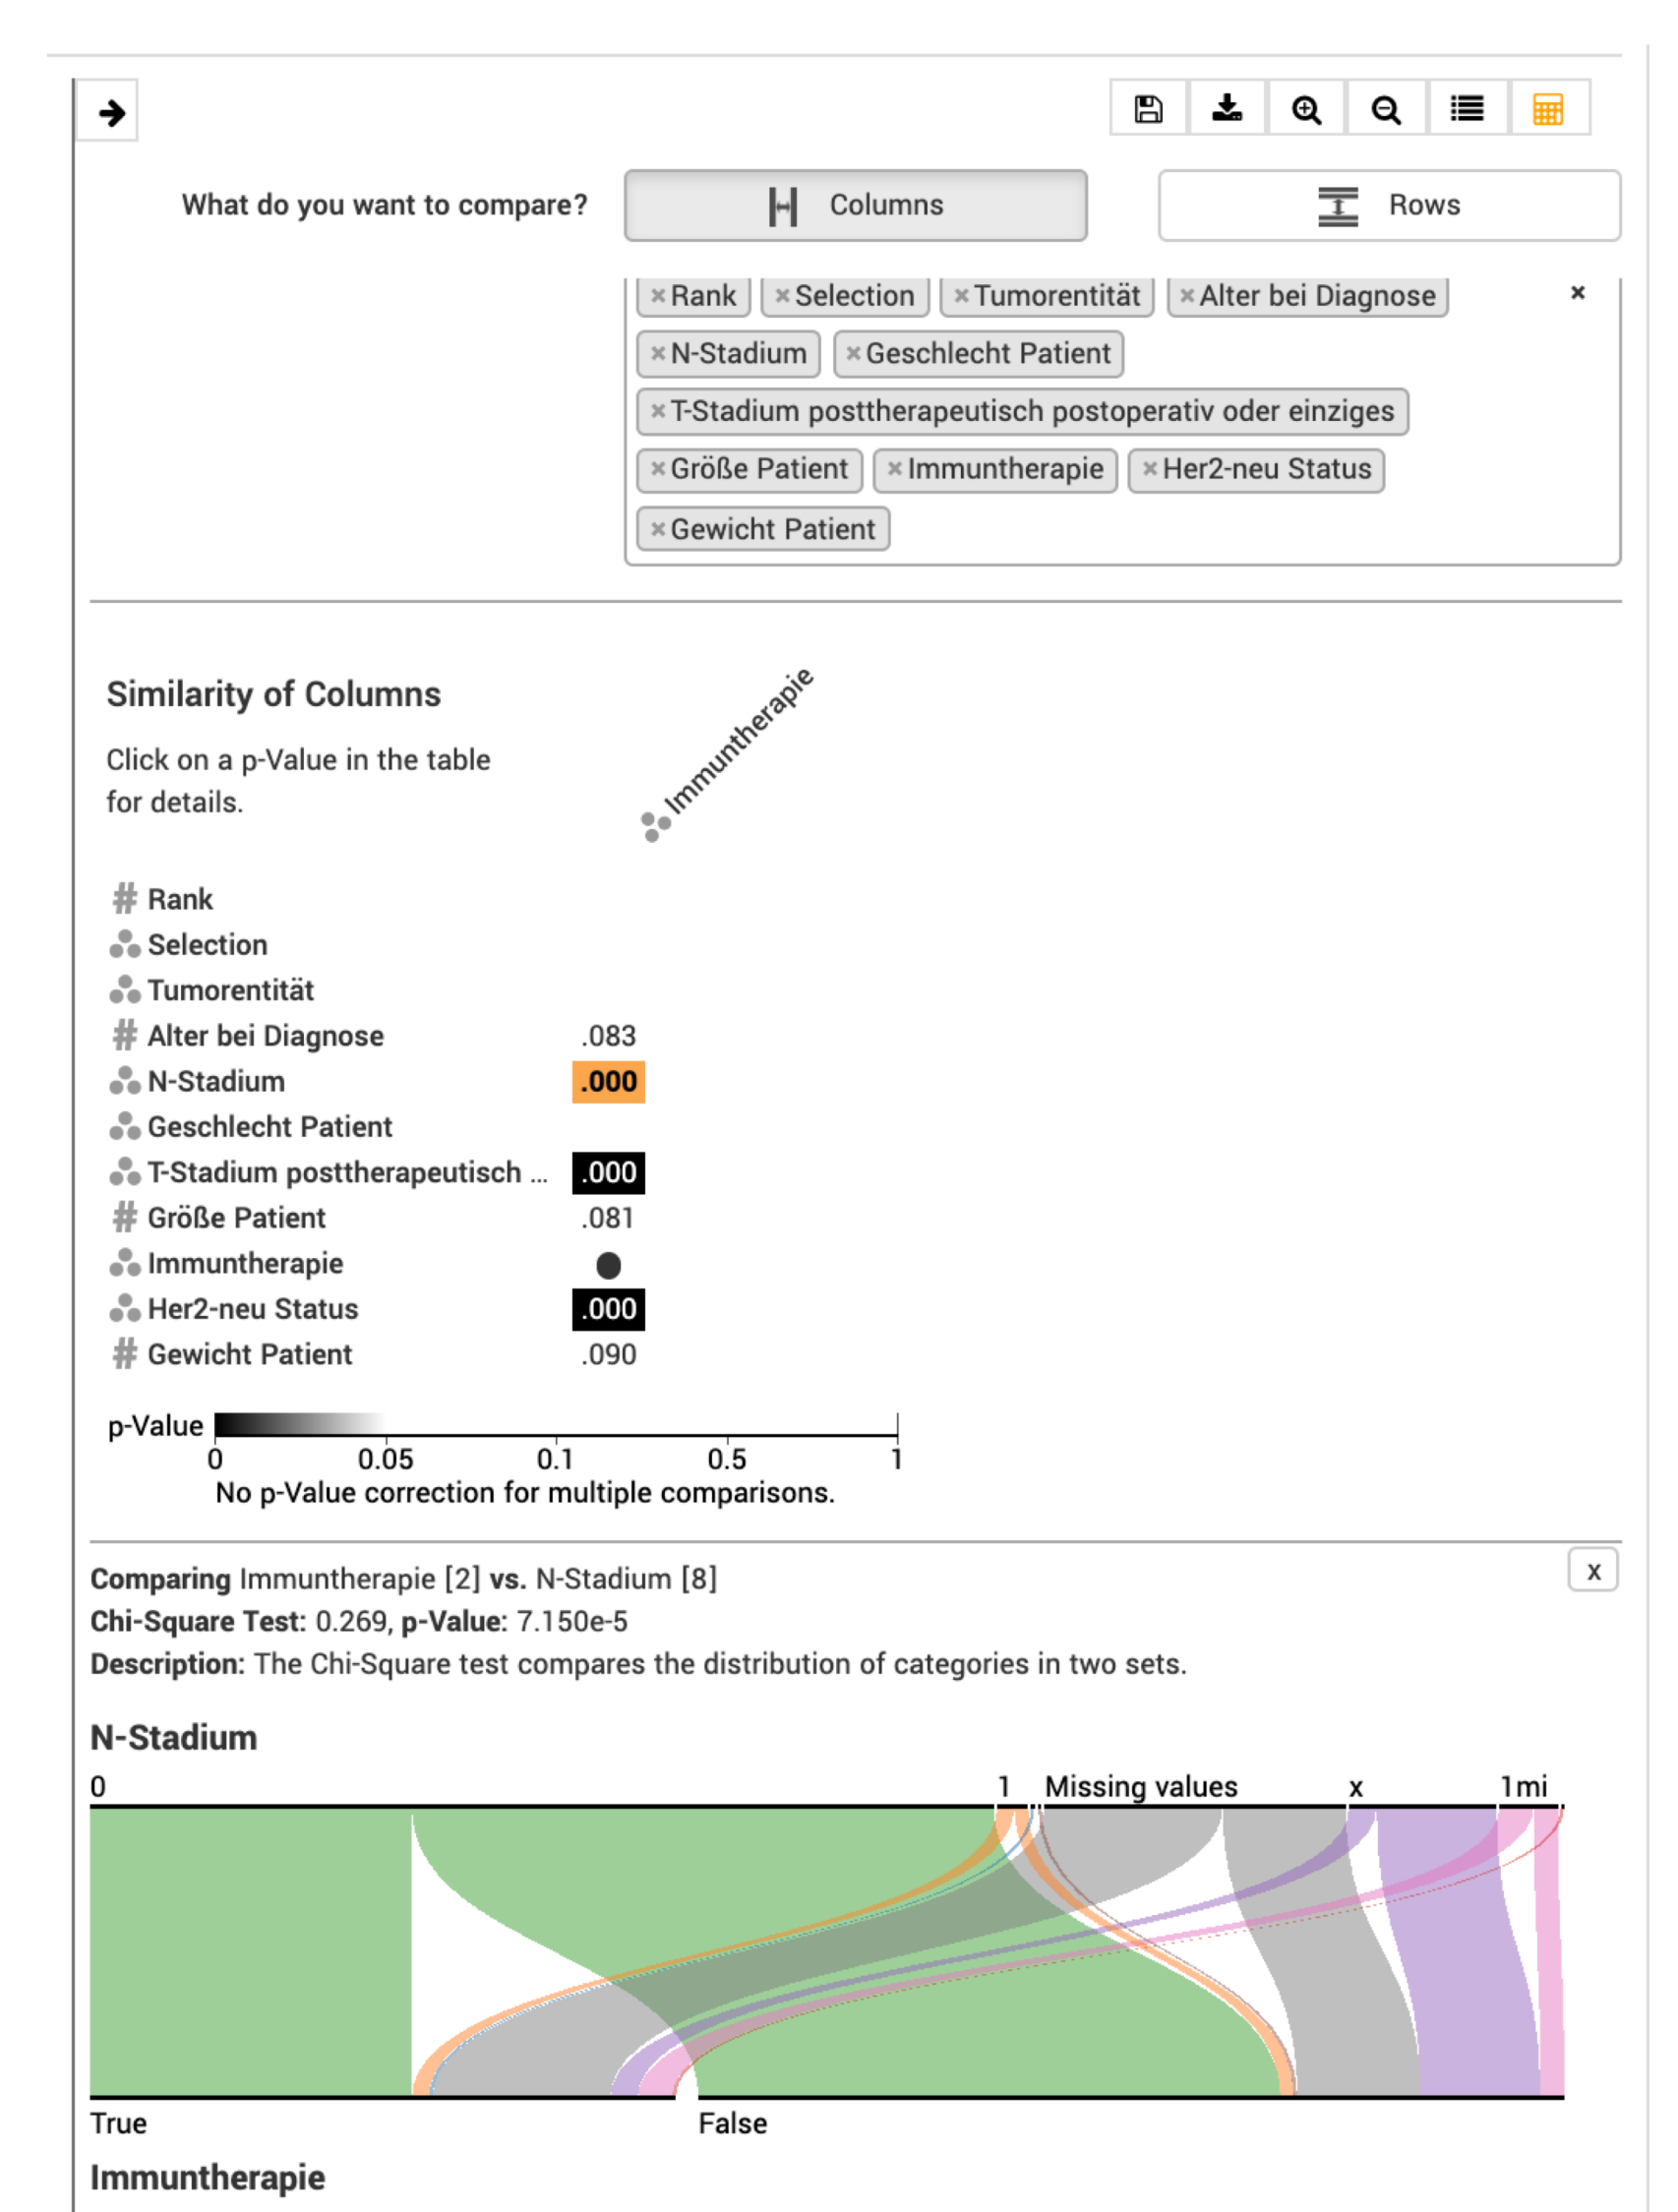 What do you want to compare?
Columns
Rows
×Rank ×Selection ×Tumorentität ×Alter bei Diagnose ×
×N-Stadium ×Geschlecht Patient
×T-Stadium posttherapeutisch postoperativ oder einziges
×Größe Patient ×Immuntherapie ×Her2-neu Status
×Gewicht Patient
Similarity of Columns
Click on a p-Value in the table
for details.
Immuntherapie
# Rank
Selection
Tumorentität
# Alter bei Diagnose .083
N-Stadium .000
Geschlecht Patient
T-Stadium posttherapeutisch ... .000
# Größe Patient .081
Immuntherapie
Her2-neu Status .000
# Gewicht Patient .090
p-Value
0 0.05 0.1 0.5 1
No p-Value correction for multiple comparisons.
Comparing Immuntherapie [2] vs. N-Stadium [8] x
Chi-Square Test: 0.269, p-Value: 7.150e-5
Description: The Chi-Square test compares the distribution of categories in two sets.
N-Stadium
0 1 Missing values x 1mi
True False
Immuntherapie